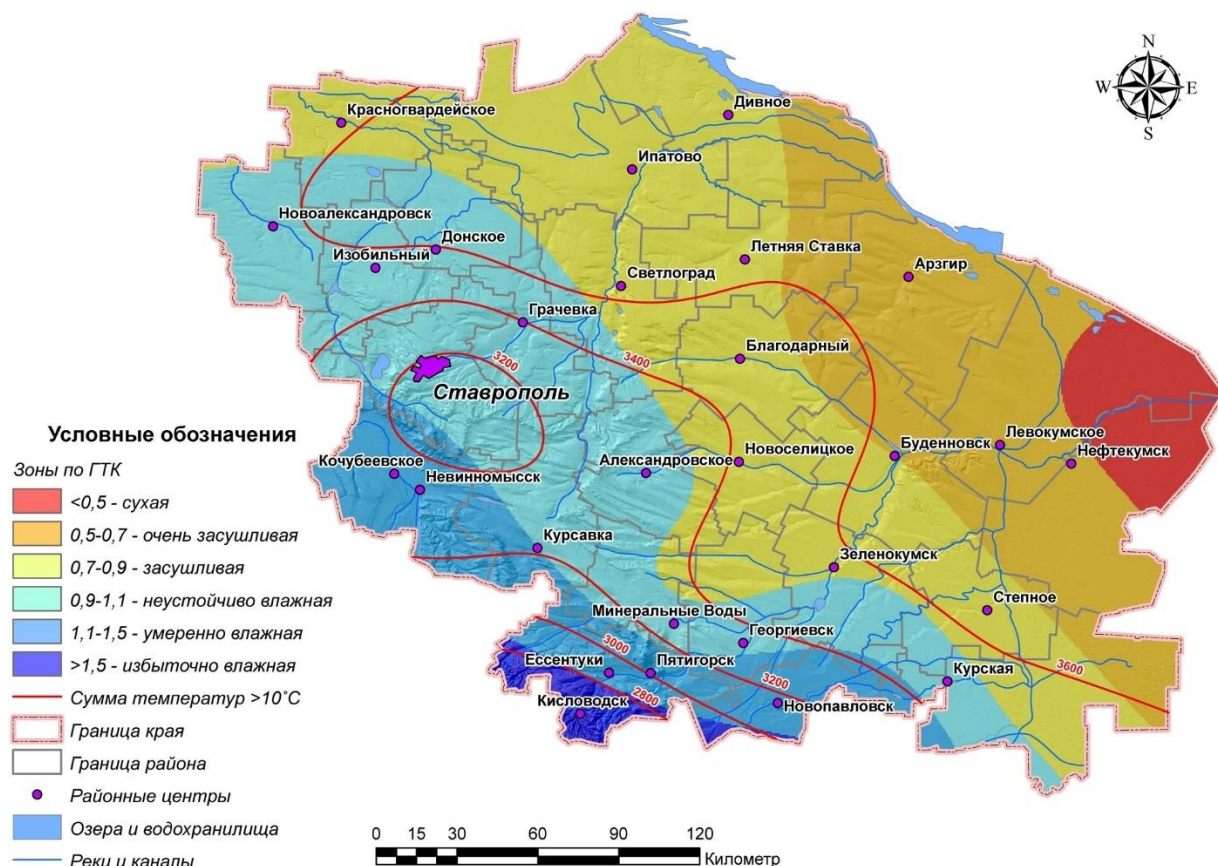 N
W E
S
Дивное
Красногвардейское
Ипатово
Новоалександровск
Донское
Изобильный
Летняя Ставка
Светлоград
Арзгир
Грачевка
3200
3400
Благодарный
Ставрополь
Левокумское
Буденновск
Нефтекумск
Новоселицкое
Александровское
Кочубеевское
Невинномысск
Курсавка
Зеленокумск
Степное
Минеральные Воды
Георгиевск
3000
Ессентуки
Пятигорск
3200
Курская
3600
2800
Кисловодск
Новопавловск
Условные обозначения
Зоны по ГТК
<0,5 - сухая
0,5-0,7 - очень засушливая
0,7-0,9 - засушливая
0,9-1,1 - неустойчиво влажная
1,1-1,5 - умеренно влажная
>1,5 - избыточно влажная
Сумма температур >10˚C
Граница края
Граница района
Районные центры
Озера и водохранилища
Реки и каналы
0 15 30 60 90 120
Километр